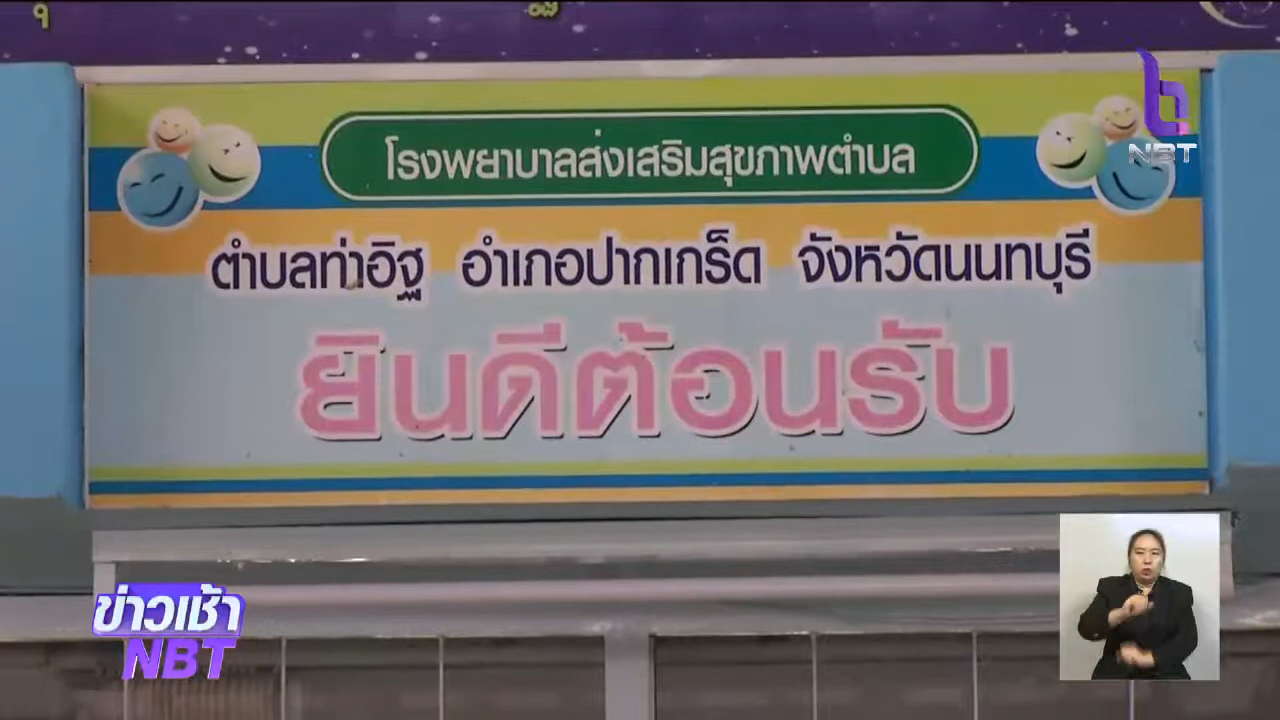 โรงพยาบาลส่งเสริมสุขภาพตำบล
ตำบลท่าอิฐ อำเภอปากเกร็ด จังหวัดนนทบุรี
ยินดีต้อนรับ
NBT
ข่าวเช้า
NBT